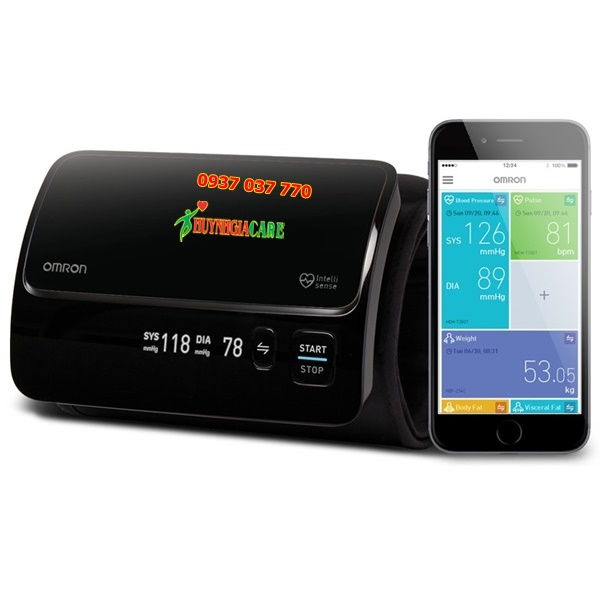 0937 037 770
HUYNHGIACARE
OMRON
Intelli
sense
SYS 118 DIA 78
mmHg mmHg
START
STOP
12:34 100%
OMRON
Blood Pressure
Sun 09/20, 09:44
SYS 126
mmHg
DIA 89
mmHg
Pulse
Sun 09/20, 09:44
81
bpm
+
Weight
Tue 06/30, 08:31
53.05
kg
Body Fat
Visceral Fat